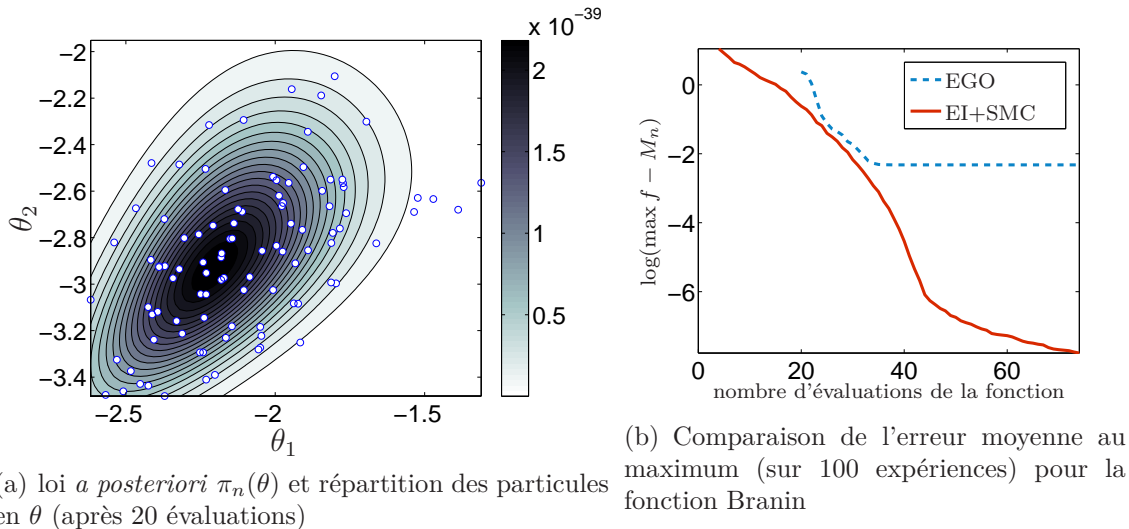 x 10⁻³⁹
−2
−2.2
−2.4
−2.6
−2.8
−3
−3.2
−3.4
θ₂
−2.5
−2
−1.5
θ₁
2
1.5
1
0.5
(a) loi a posteriori πₙ(θ) et répartition des particules
en θ (après 20 évaluations)
0
−2
−4
−6
log(max f − Mₙ)
EGO
EI+SMC
0
20
40
60
nombre d'évaluations de la fonction
(b) Comparaison de l'erreur moyenne au
maximum (sur 100 expériences) pour la
fonction Branin